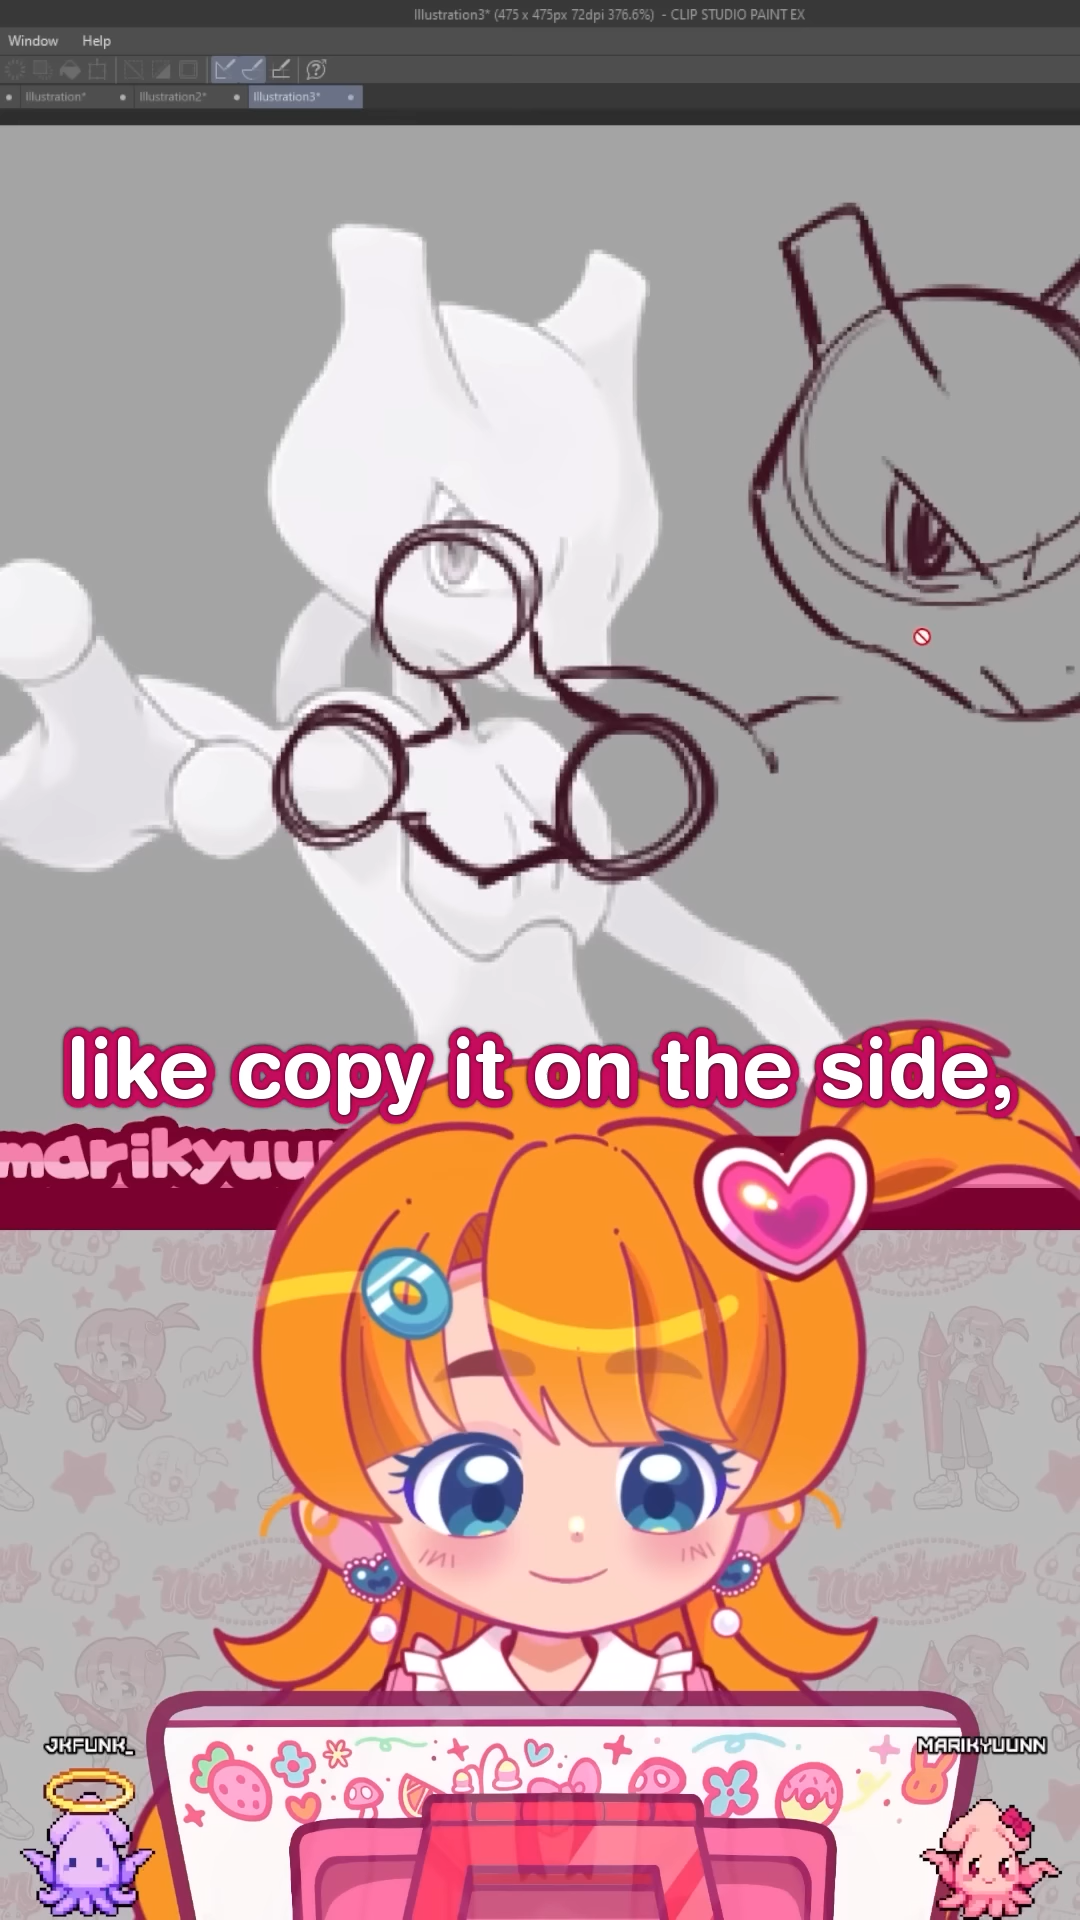 Illustration3* (475 x 475px 72dpi 376.6%) - CLIP STUDIO PAINT EX
Window Help
Illustration* Illustration2* Illustration3*
like copy it on the side,
marikyuu
Marikyuun
JKFUNK_
MARIKYUUNN